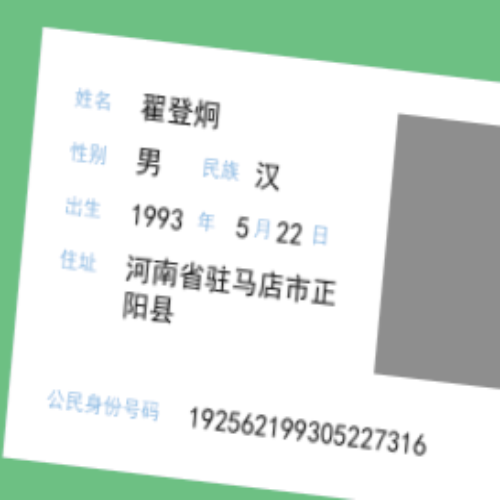 姓名 翟登炯
性别 男 民族 汉
出生 1993 年 5 月 22 日
住址 河南省驻马店市正
阳县
公民身份号码 192562199305227316